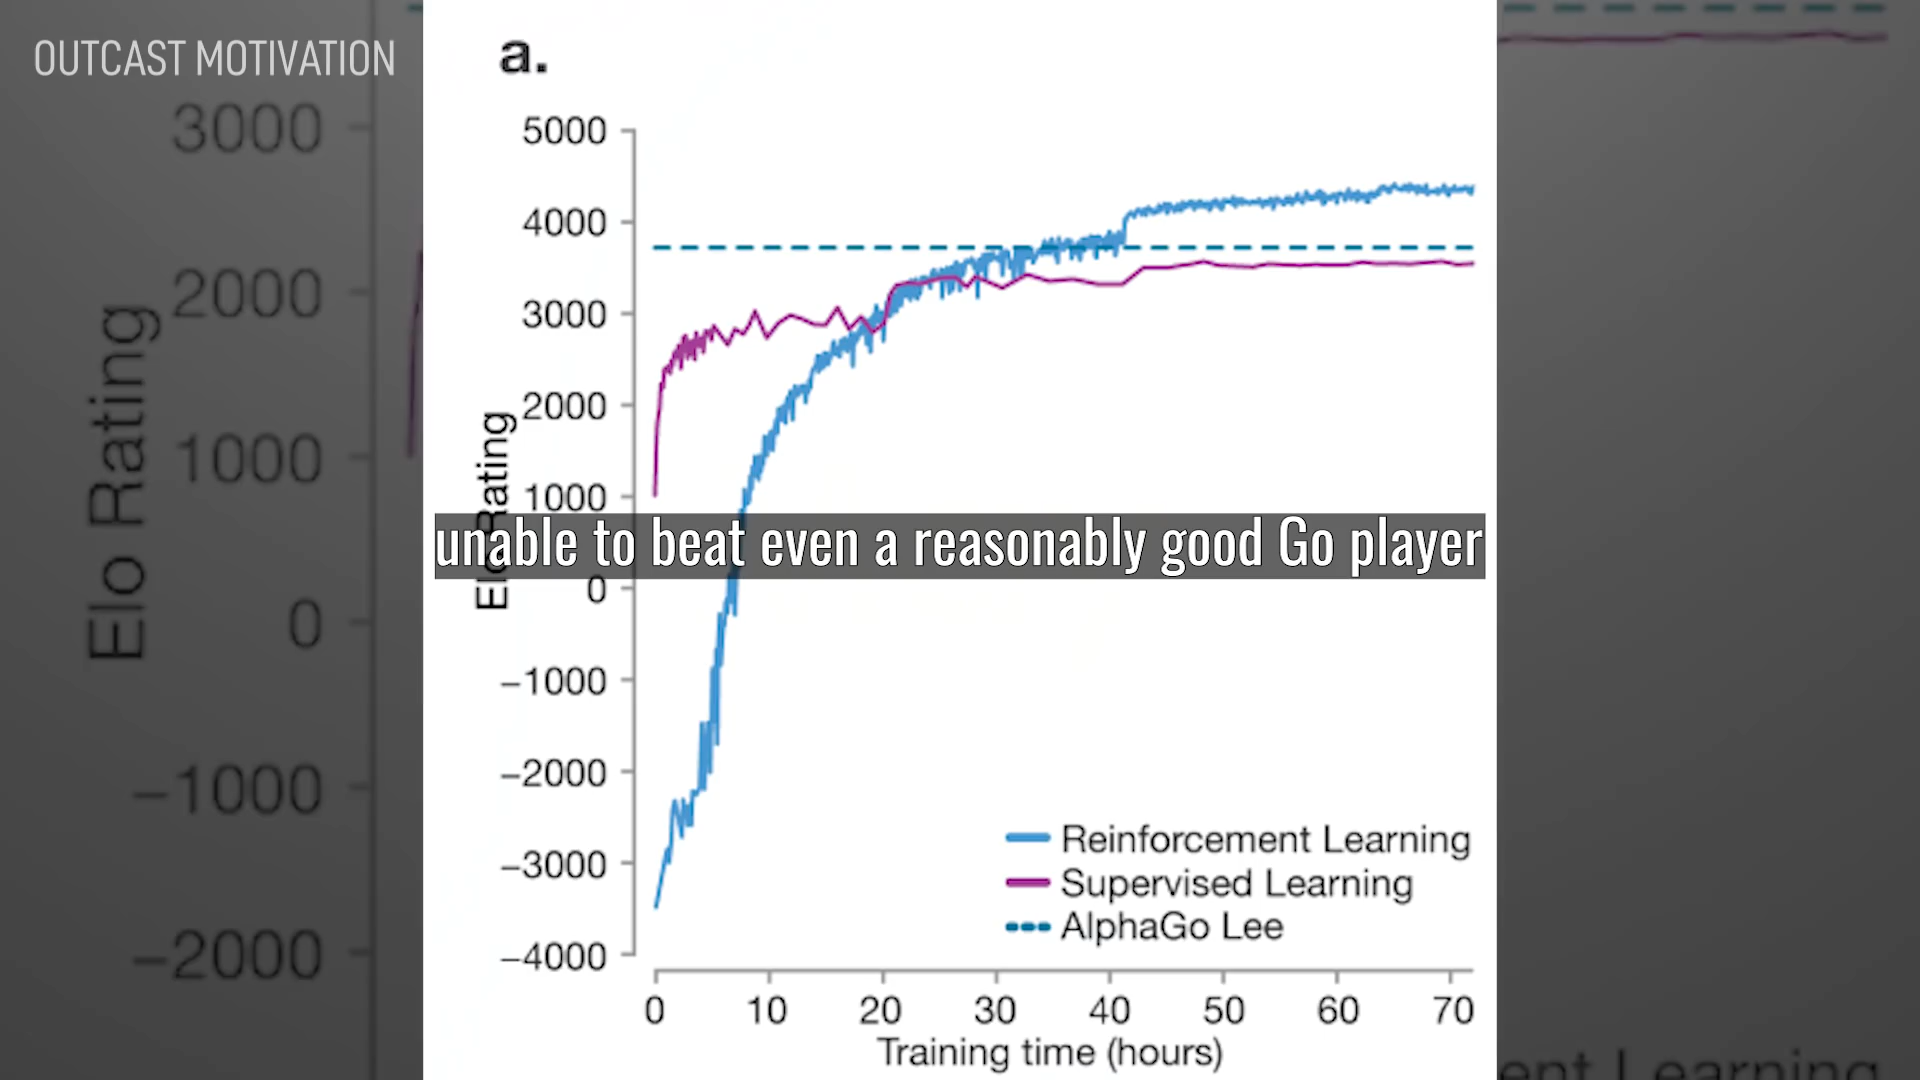 OUTCAST MOTIVATION
a.
5000
4000
3000
2000
1000
0
−1000
−2000
−3000
−4000
Elo Rating
unable to beat even a reasonably good Go player
Reinforcement Learning
Supervised Learning
AlphaGo Lee
0 10 20 30 40 50 60 70
Training time (hours)
3000
2000
1000
0
−1000
−2000
Elo Rating
ent Learning